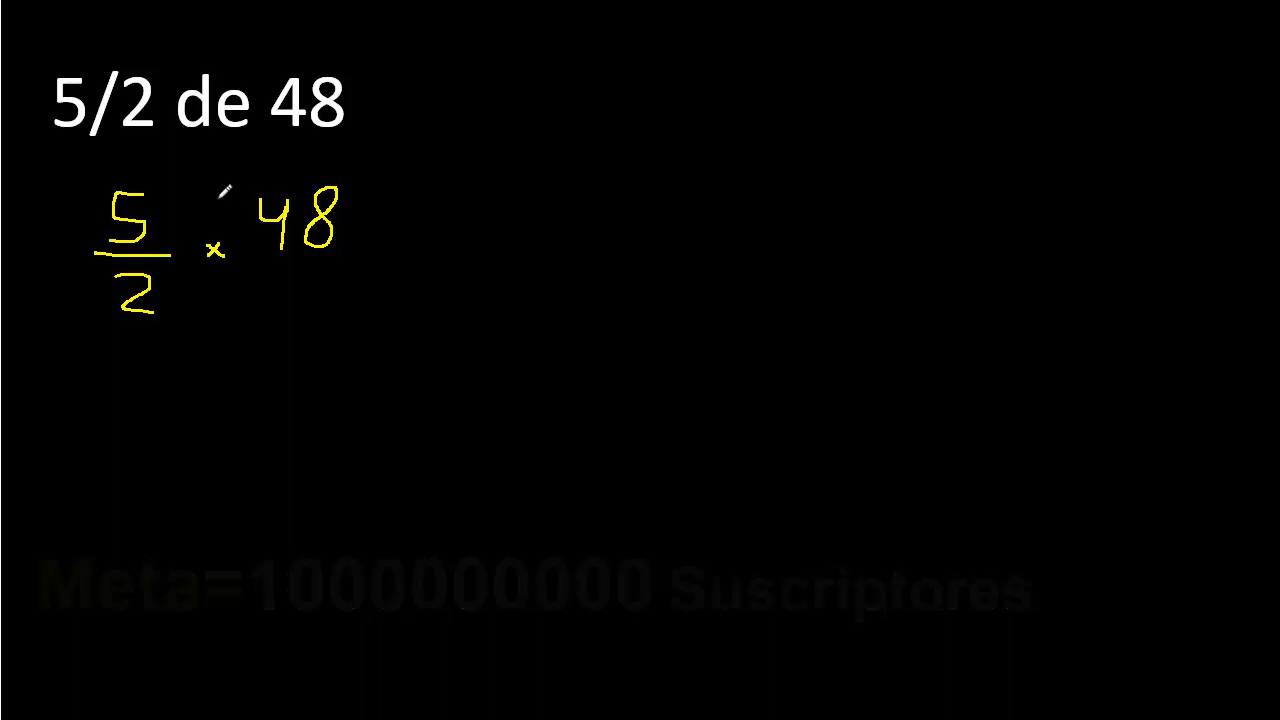 5/2 de 48
5/2 × 48
Meta=1000000000 Suscriptores